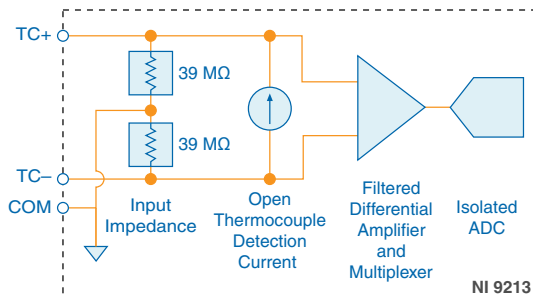 TC+
39 MΩ
39 MΩ
TC–
COM
Input
Impedance
Open
Thermocouple
Detection
Current
Filtered
Differential
Amplifier
and
Multiplexer
Isolated
ADC
NI 9213